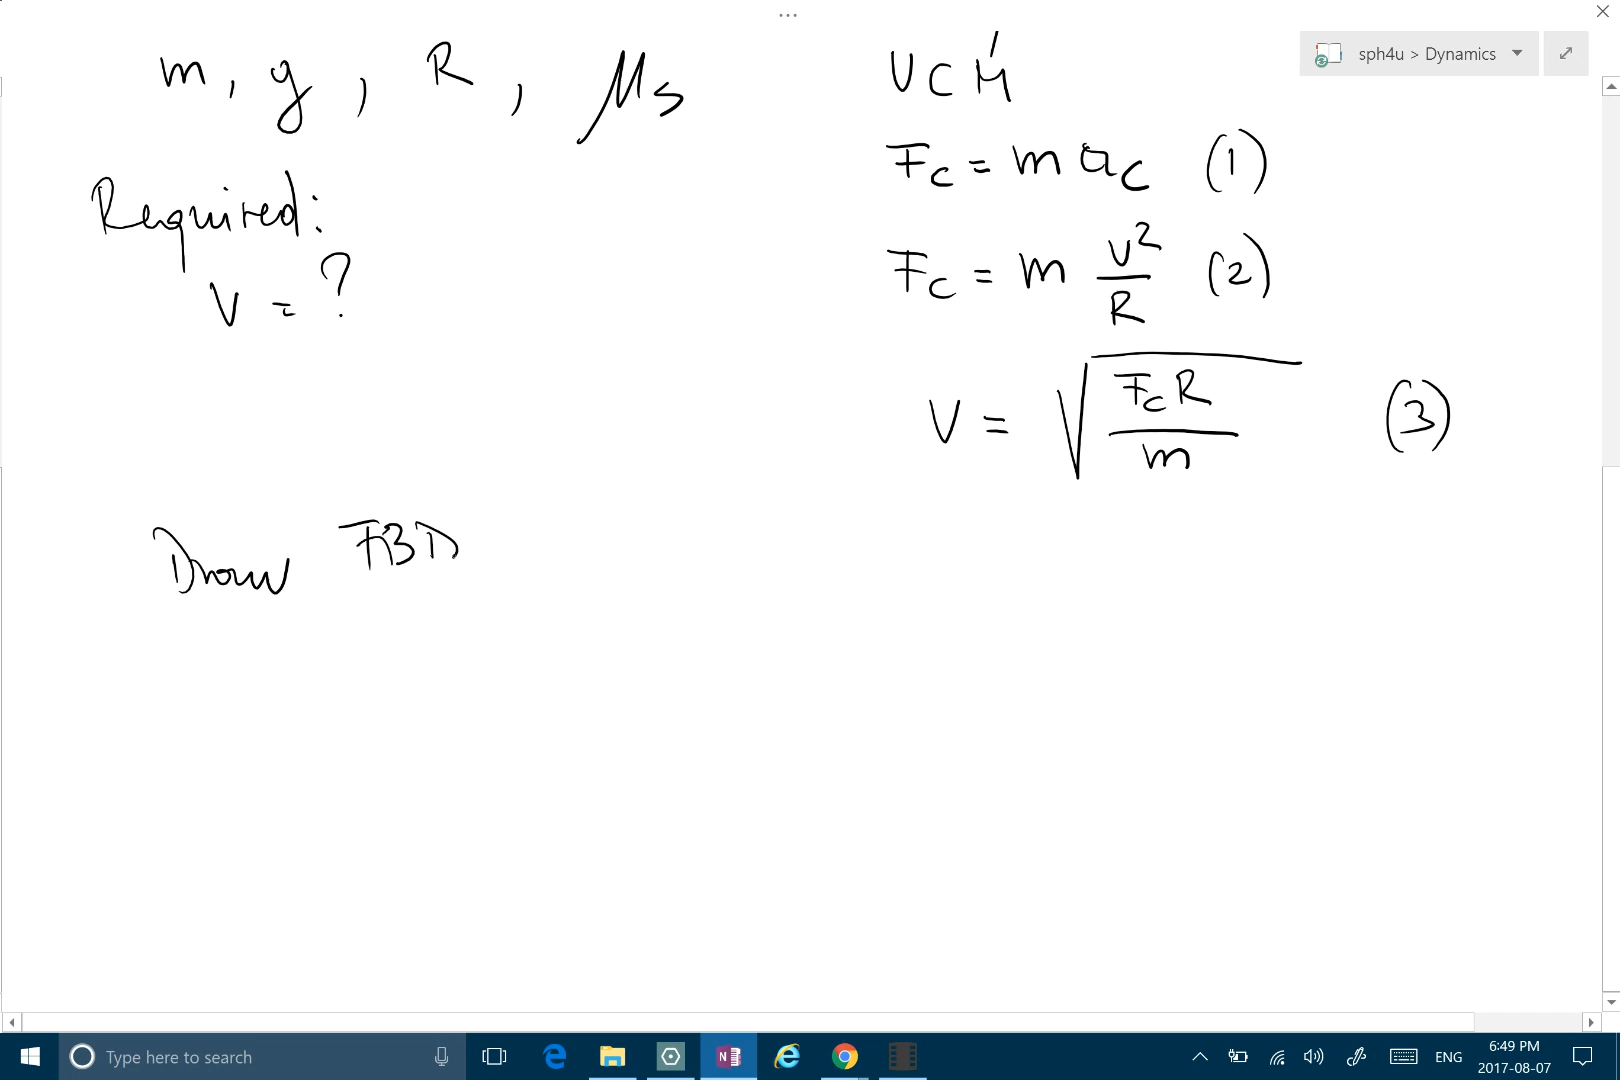 ...
sph4u > Dynamics
m, g, R, μs
Required:
v = ?
UCM
Fc = m ac (1)
Fc = m v²/R (2)
v = √(Fc R / m) (3)
Draw FBD
Type here to search
ENG
6:49 PM
2017-08-07